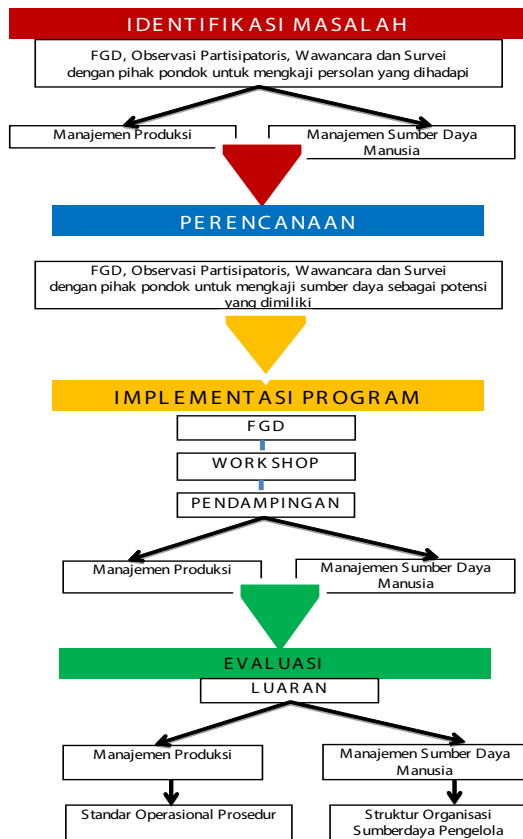 IDENTIFIKASI MASALAH
FGD, Observasi Partisipatoris, Wawancara dan Survei
dengan pihak pondok untuk mengkaji persolan yang dihadapi
Manajemen Produksi
Manajemen Sumber Daya
Manusia
PERENCANAAN
FGD, Observasi Partisipatoris, Wawancara dan Survei
dengan pihak pondok untuk mengkaji sumber daya sebagai potensi
yang dimiliki
IMPLEMENTASI PROGRAM
FGD
WORKSHOP
PENDAMPINGAN
Manajemen Produksi
Manajemen Sumber Daya
Manusia
EVALUASI
LUARAN
Manajemen Produksi
Manajemen Sumber Daya
Manusia
Standar Operasional Prosedur
Struktur Organisasi
Sumberdaya Pengelola